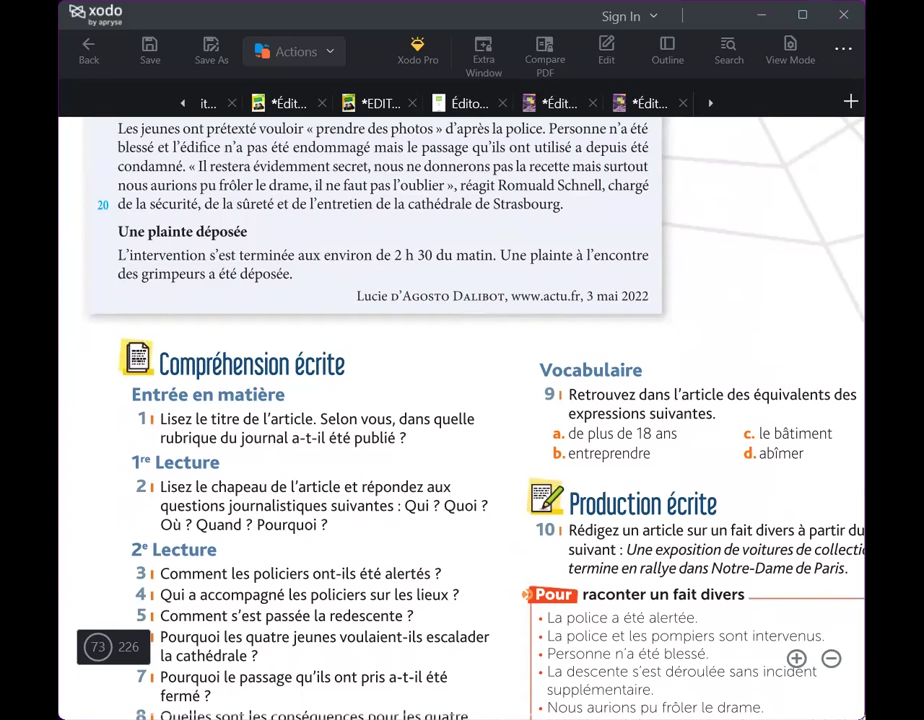 xodo
by apryse
Sign In
Back
Save
Save As
Actions
Xodo Pro
Extra Window
Compare PDF
Edit
Outline
Search
View Mode
it...
*Édit...
*EDIT...
Édito...
*Édit...
*Édit...
Les jeunes ont prétexté vouloir « prendre des photos » d'après la police. Personne n'a été
blessé et l'édifice n'a pas été endommagé mais le passage qu'ils ont utilisé a depuis été
condamné. « Il restera évidemment secret, nous ne donnerons pas la recette mais surtout
nous aurions pu frôler le drame, il ne faut pas l'oublier », réagit Romuald Schnell, chargé
20 de la sécurité, de la sûreté et de l'entretien de la cathédrale de Strasbourg.
Une plainte déposée
L'intervention s'est terminée aux environ de 2 h 30 du matin. Une plainte à l'encontre
des grimpeurs a été déposée.
Lucie D'AGOSTO DALIBOT, www.actu.fr, 3 mai 2022
Compréhension écrite
Entrée en matière
1 Lisez le titre de l'article. Selon vous, dans quelle
rubrique du journal a-t-il été publié ?
1re Lecture
2 Lisez le chapeau de l'article et répondez aux
questions journalistiques suivantes : Qui ? Quoi ?
Où ? Quand ? Pourquoi ?
2e Lecture
3 Comment les policiers ont-ils été alertés ?
4 Qui a accompagné les policiers sur les lieux ?
5 Comment s'est passée la redescente ?
Pourquoi les quatre jeunes voulaient-ils escalader
la cathédrale ?
7 Pourquoi le passage qu'ils ont pris a-t-il été
fermé ?
8 Quelles sont les conséquences pour les quatre
73 226
Vocabulaire
9 Retrouvez dans l'article des équivalents des
expressions suivantes.
a. de plus de 18 ans
c. le bâtiment
b. entreprendre
d. abîmer
Production écrite
10 Rédigez un article sur un fait divers à partir du
suivant : Une exposition de voitures de collecti
termine en rallye dans Notre-Dame de Paris.
Pour raconter un fait divers
• La police a été alertée.
• La police et les pompiers sont intervenus.
• Personne n'a été blessé.
• La descente s'est déroulée sans incident
supplémentaire.
• Nous aurions pu frôler le drame.